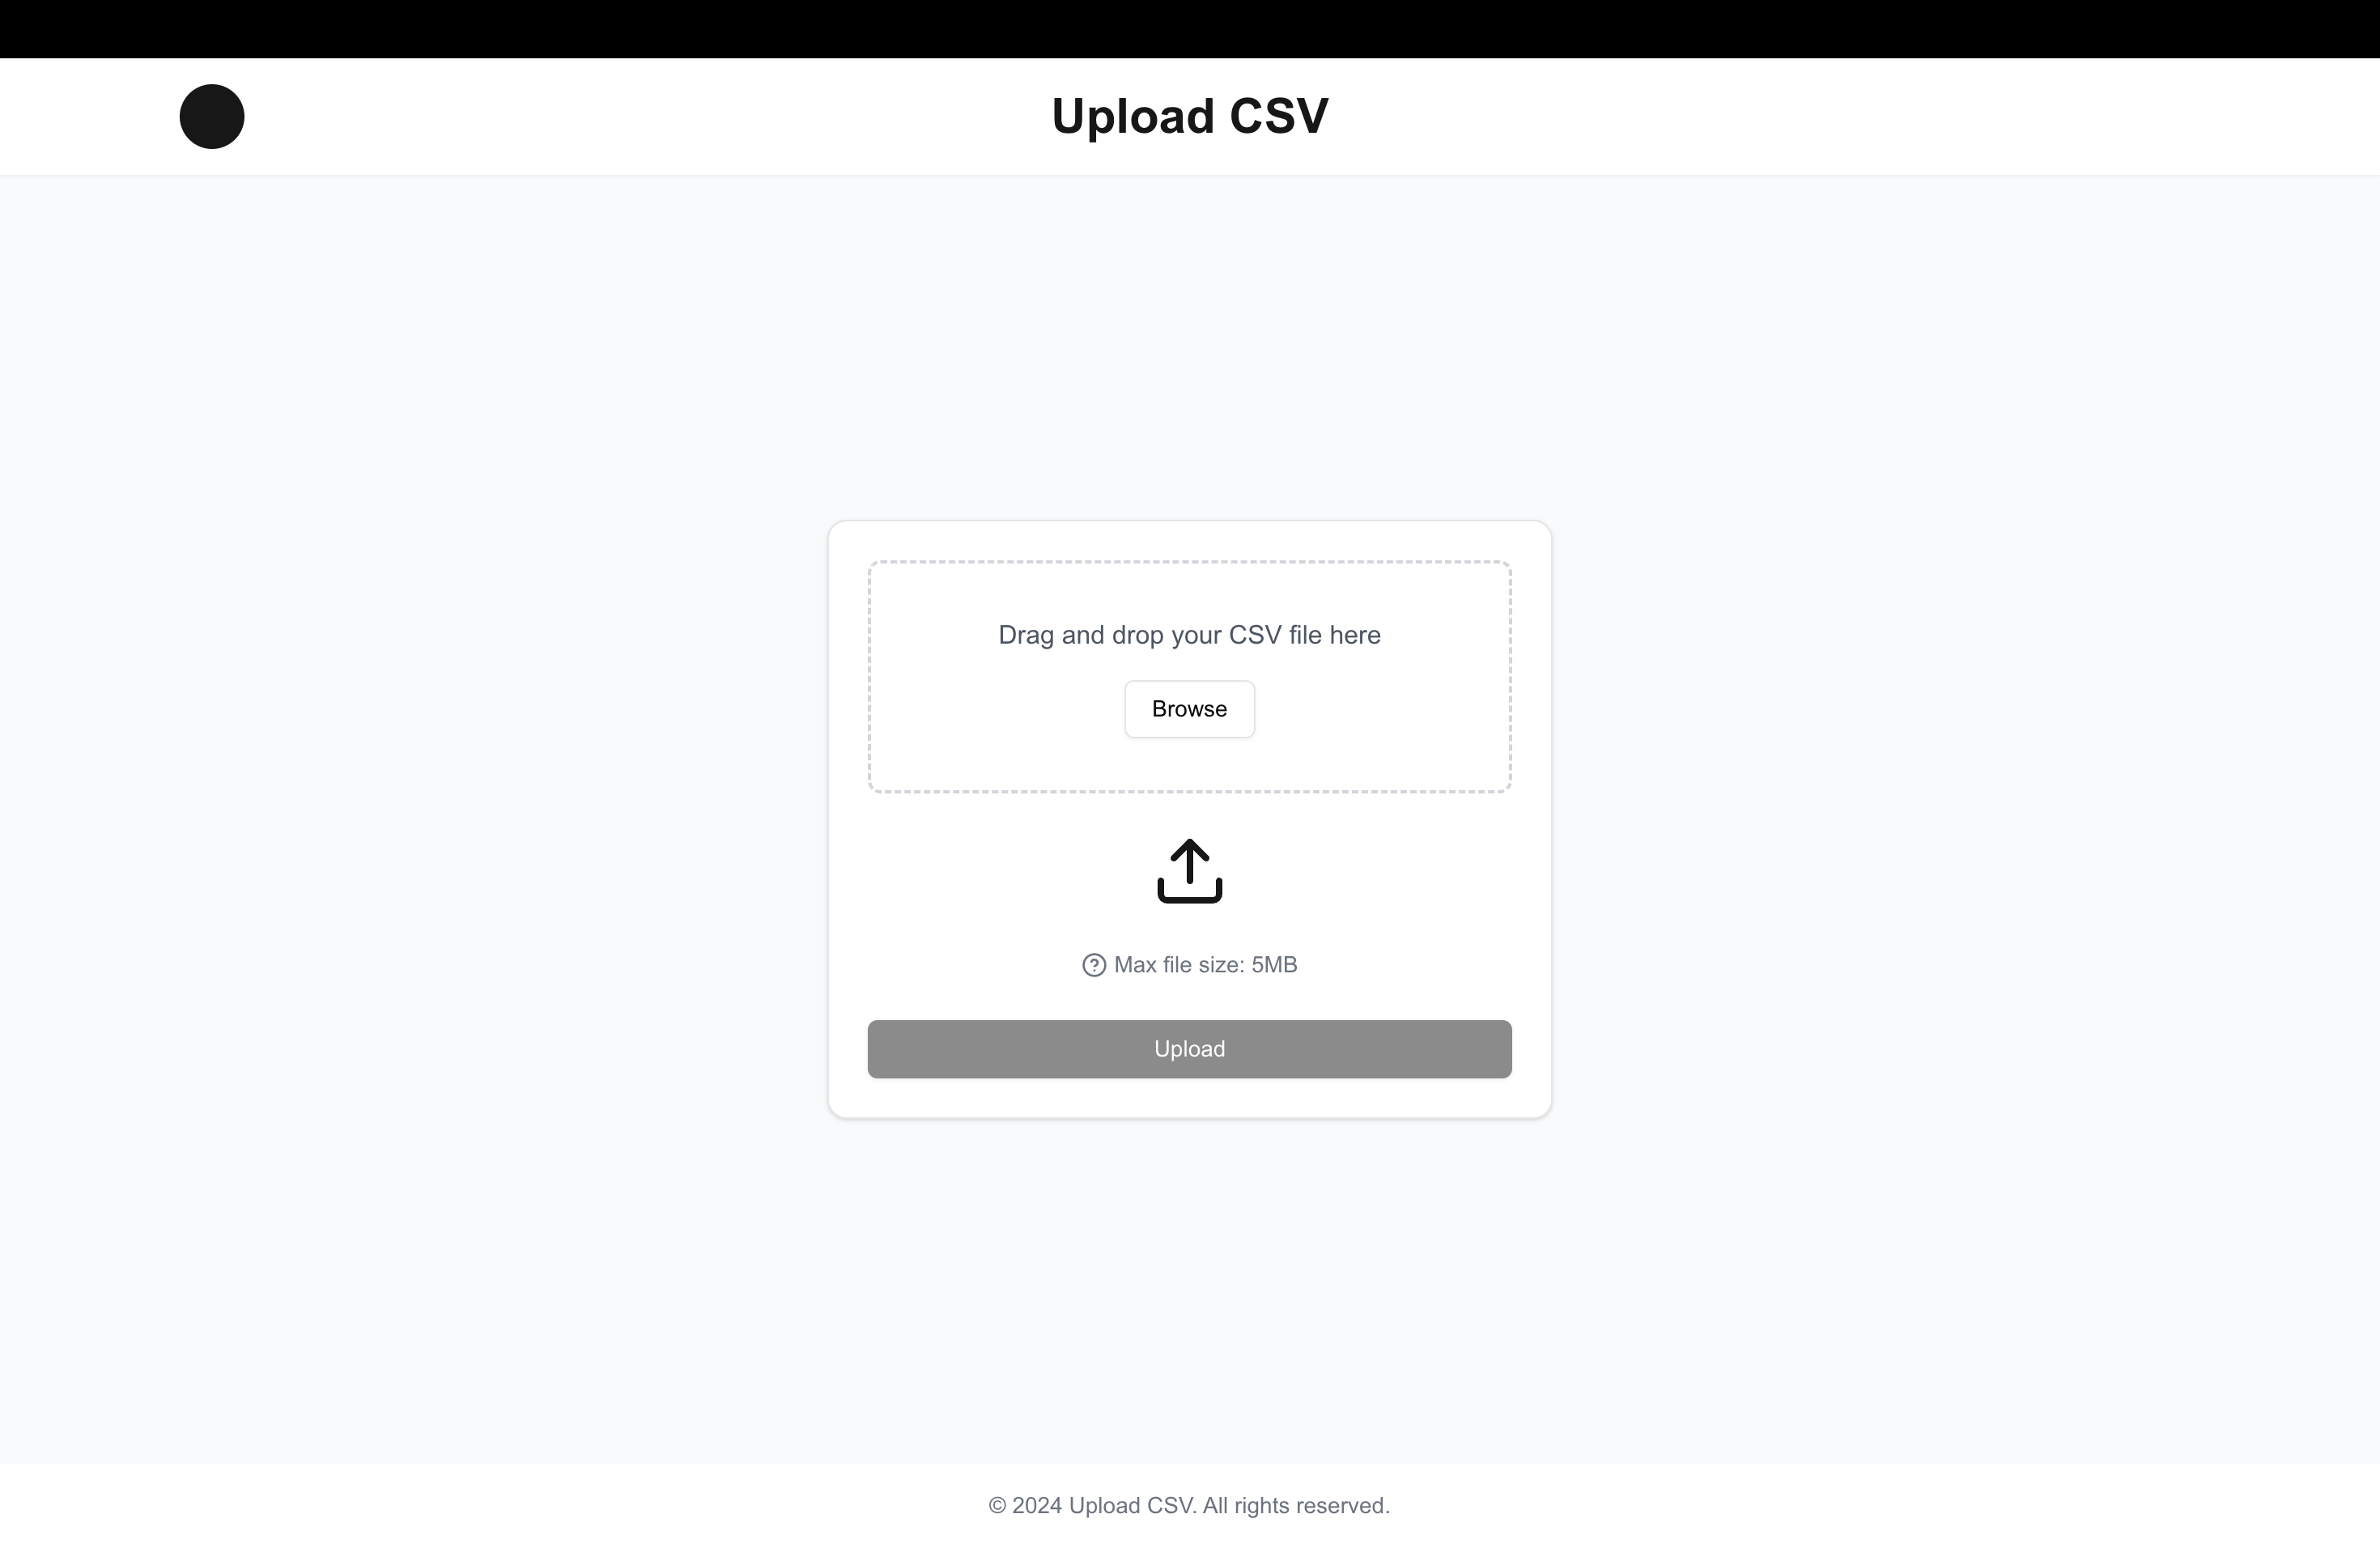 Upload CSV
Drag and drop your CSV file here
Browse
Max file size: 5MB
Upload
© 2024 Upload CSV. All rights reserved.